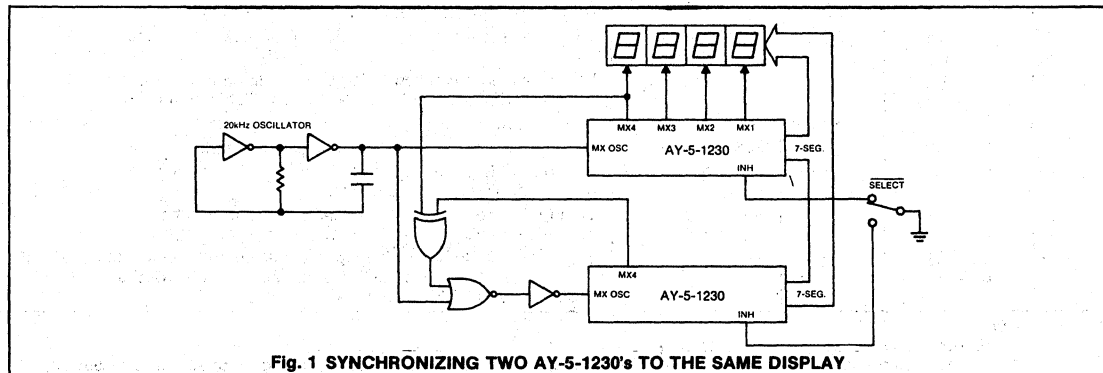 20kHz OSCILLATOR
MX4 MX3 MX2 MX1
MX OSC AY-5-1230 7-SEG.
INH
SELECT
MX4
MX OSC AY-5-1230 7-SEG.
INH
Fig. 1 SYNCHRONIZING TWO AY-5-1230's TO THE SAME DISPLAY